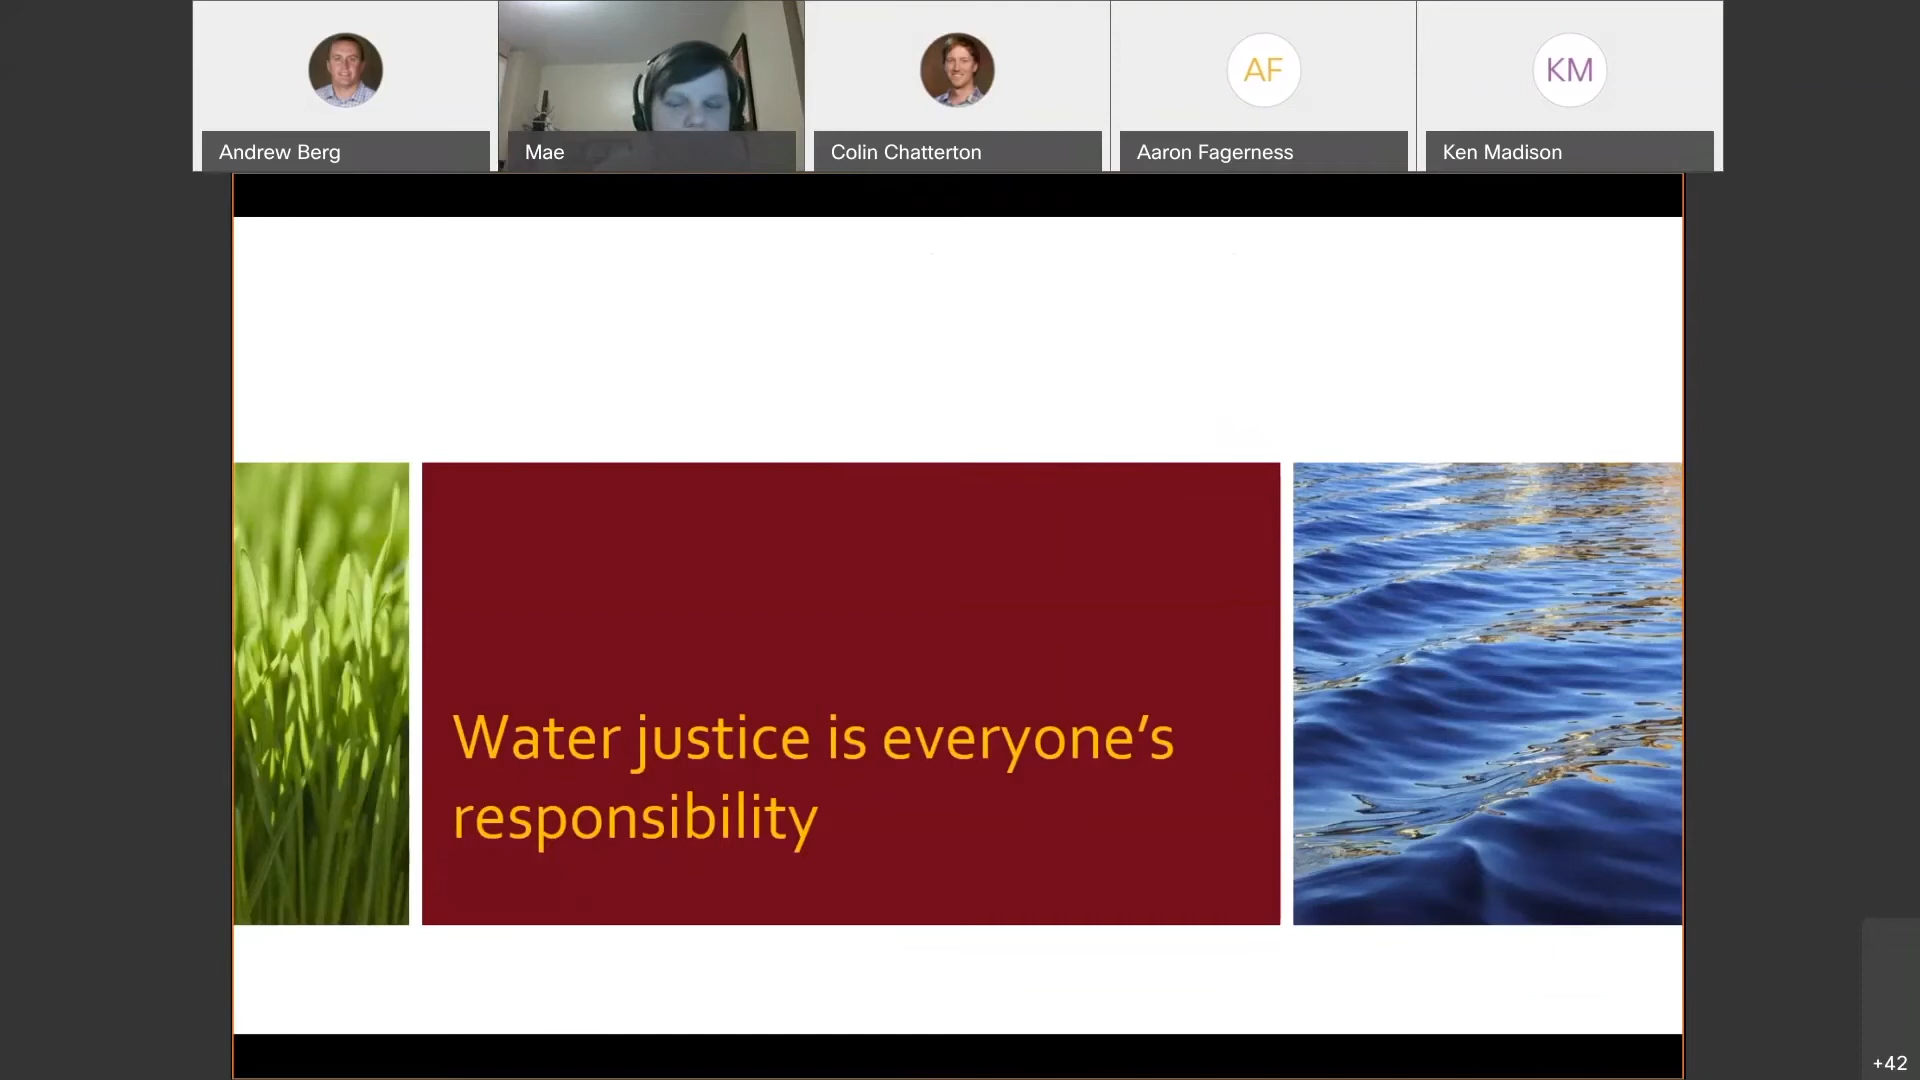 Andrew Berg
Mae
Colin Chatterton
AF
Aaron Fagerness
KM
Ken Madison
Water justice is everyone’s
responsibility
+42